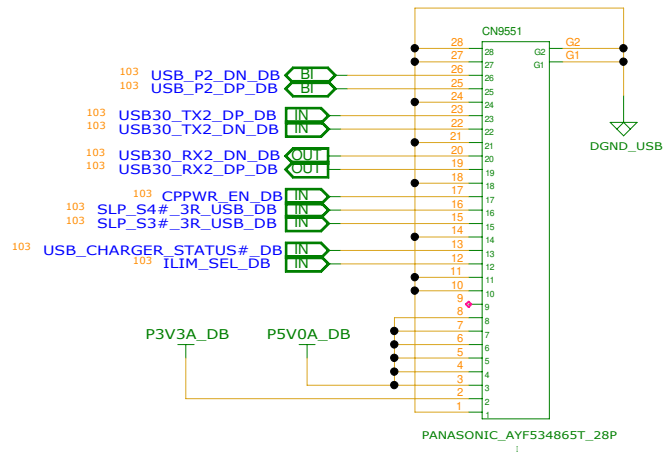 CN9551
28 28 G2 G2
27 27 G1 G1
103 USB_P2_DN_DB BI 26 26
103 USB_P2_DP_DB BI 25 25
24 24
103 USB30_TX2_DP_DB IN 23 23
103 USB30_TX2_DN_DB IN 22 22
21 21
DGND_USB
103 USB30_RX2_DN_DB OUT 20 20
103 USB30_RX2_DP_DB OUT 19 19
18 18
103 CPPWR_EN_DB IN 17 17
103 SLP_S4#_3R_USB_DB IN 16 16
103 SLP_S3#_3R_USB_DB IN 15 15
14 14
103 USB_CHARGER_STATUS#_DB IN 13 13
103 ILIM_SEL_DB IN 12 12
11 11
10 10
9 9
8 8
P3V3A_DB P5V0A_DB 7 7
6 6
5 5
4 4
3 3
2 2
1 1
PANASONIC_AYF534865T_28P